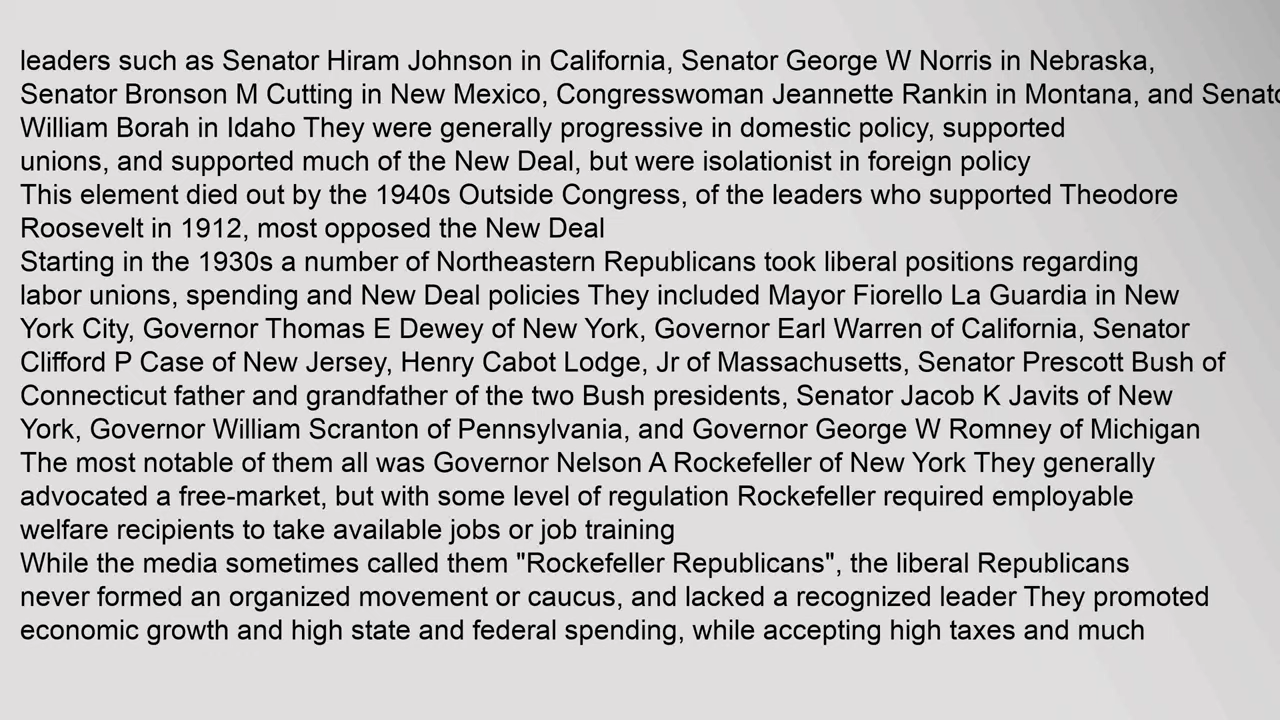 leaders such as Senator Hiram Johnson in California, Senator George W Norris in Nebraska,
Senator Bronson M Cutting in New Mexico, Congresswoman Jeannette Rankin in Montana, and
William Borah in Idaho They were generally progressive in domestic policy, supported
unions, and supported much of the New Deal, but were isolationist in foreign policy
This element died out by the 1940s Outside Congress, of the leaders who supported Theodore
Roosevelt in 1912, most opposed the New Deal
Starting in the 1930s a number of Northeastern Republicans took liberal positions regarding
labor unions, spending and New Deal policies They included Mayor Fiorello La Guardia in New
York City, Governor Thomas E Dewey of New York, Governor Earl Warren of California, Senator
Clifford P Case of New Jersey, Henry Cabot Lodge, Jr of Massachusetts, Senator Prescott Bush of
Connecticut father and grandfather of the two Bush presidents, Senator Jacob K Javits of New
York, Governor William Scranton of Pennsylvania, and Governor George W Romney of Michigan
The most notable of them all was Governor Nelson A Rockefeller of New York They generally
advocated a free-market, but with some level of regulation Rockefeller required employable
welfare recipients to take available jobs or job training
While the media sometimes called them "Rockefeller Republicans", the liberal Republicans
never formed an organized movement or caucus, and lacked a recognized leader They promoted
economic growth and high state and federal spending, while accepting high taxes and much